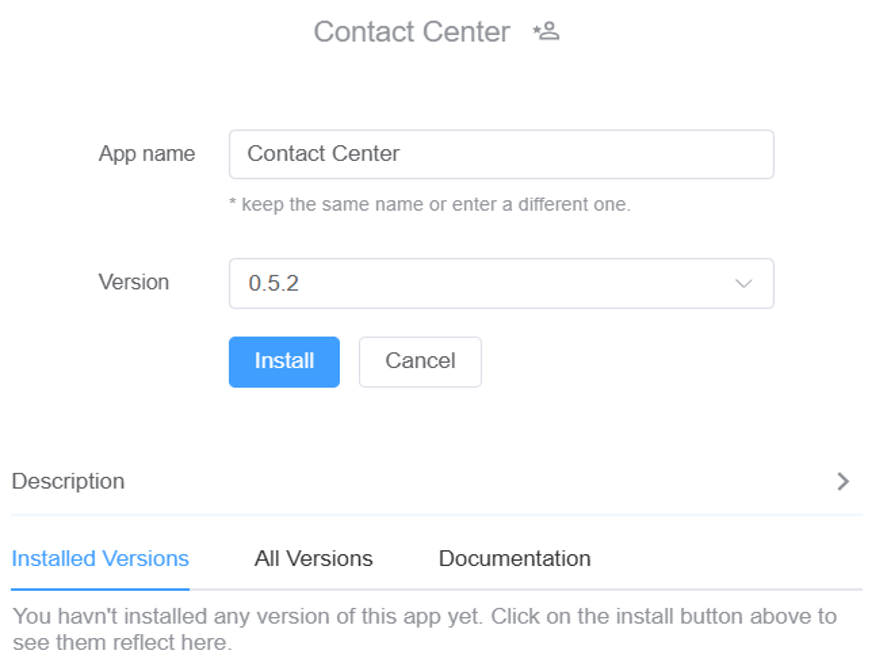 Contact Center
App name
Contact Center
* keep the same name or enter a different one.
Version
0.5.2
Install
Cancel
Description
Installed Versions
All Versions
Documentation
You havn't installed any version of this app yet. Click on the install button above to
see them reflect here.